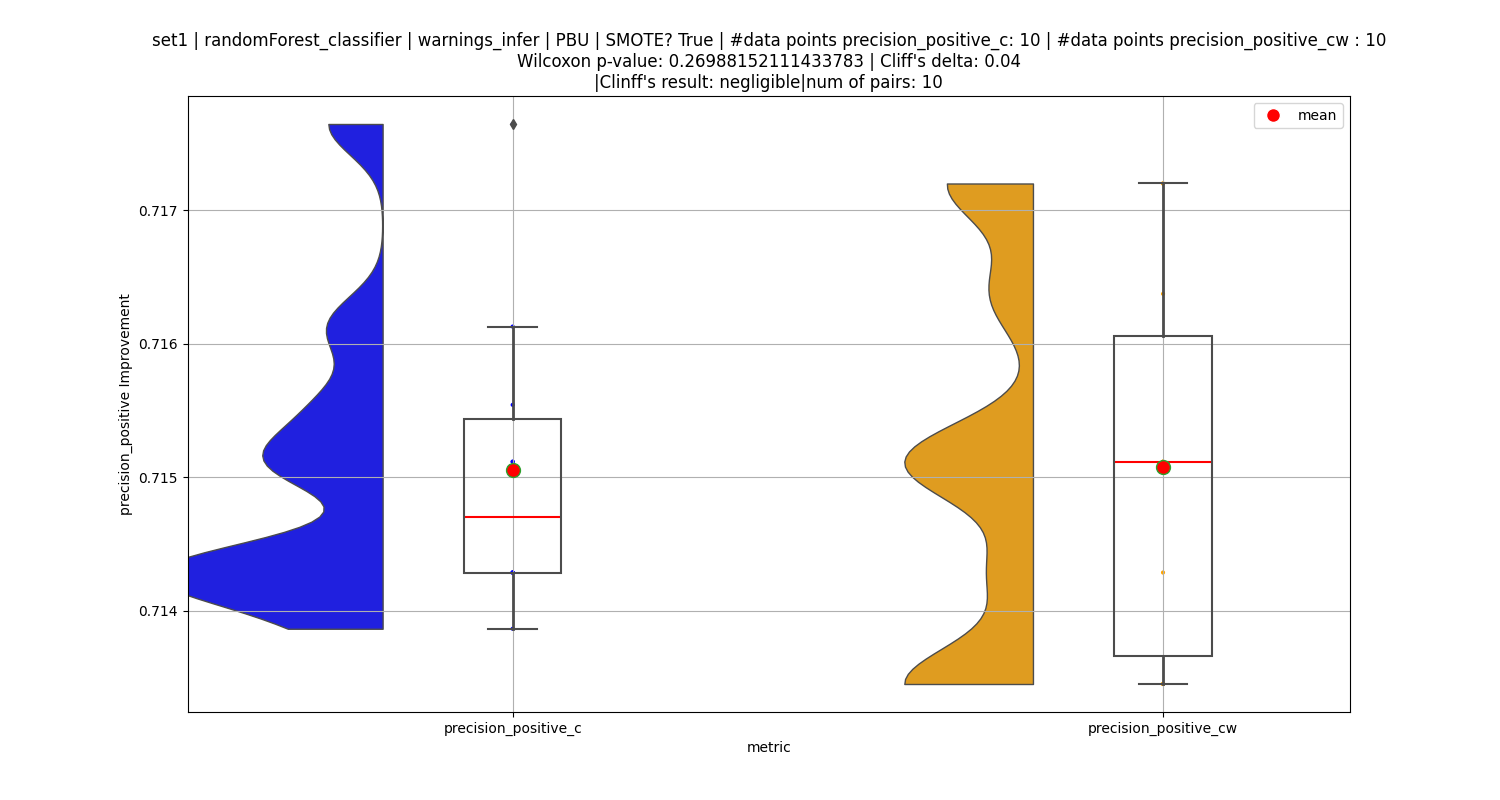 set1 | randomForest_classifier | warnings_infer | PBU | SMOTE? True | #data points precision_positive_c: 10 | #data points precision_positive_cw : 10
Wilcoxon p-value: 0.26988152111433783 | Cliff's delta: 0.04
|Clinff's result: negligible|num of pairs: 10
mean
precision_positive Improvement
0.717
0.716
0.715
0.714
precision_positive_c
precision_positive_cw
metric